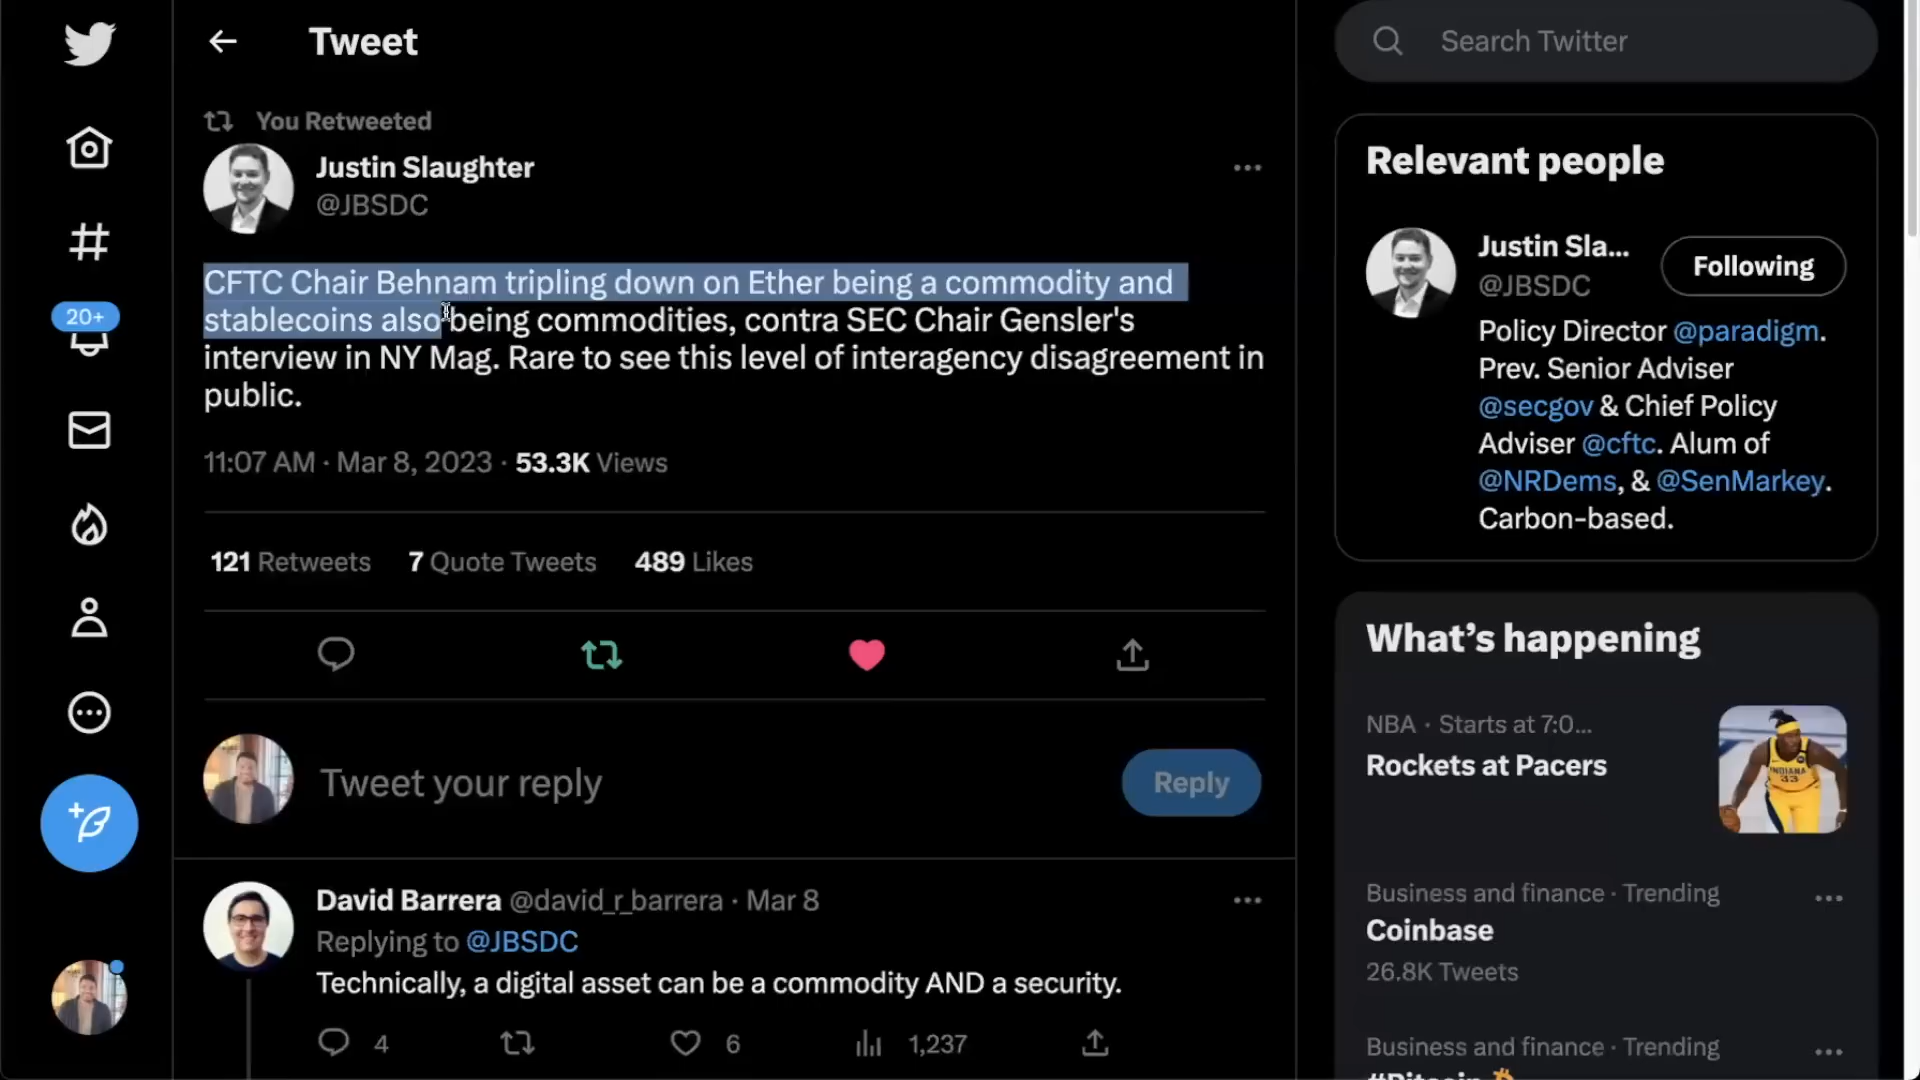 Tweet
You Retweeted
Justin Slaughter
@JBSDC
CFTC Chair Behnam tripling down on Ether being a commodity and
stablecoins also being commodities, contra SEC Chair Gensler's
interview in NY Mag. Rare to see this level of interagency disagreement in
public.
11:07 AM · Mar 8, 2023 · 53.3K Views
121 Retweets 7 Quote Tweets 489 Likes
Tweet your reply
Reply
David Barrera @david_r_barrera · Mar 8
Replying to @JBSDC
Technically, a digital asset can be a commodity AND a security.
4 6 1,237
20+
Search Twitter
Relevant people
Justin Sla...
Following
@JBSDC
Policy Director @paradigm.
Prev. Senior Adviser
@secgov & Chief Policy
Adviser @cftc. Alum of
@NRDems, & @SenMarkey.
Carbon-based.
What's happening
NBA · Starts at 7:0...
Rockets at Pacers
INDIANA
33
Business and finance · Trending
Coinbase
26.8K Tweets
Business and finance · Trending
#Bitcoin